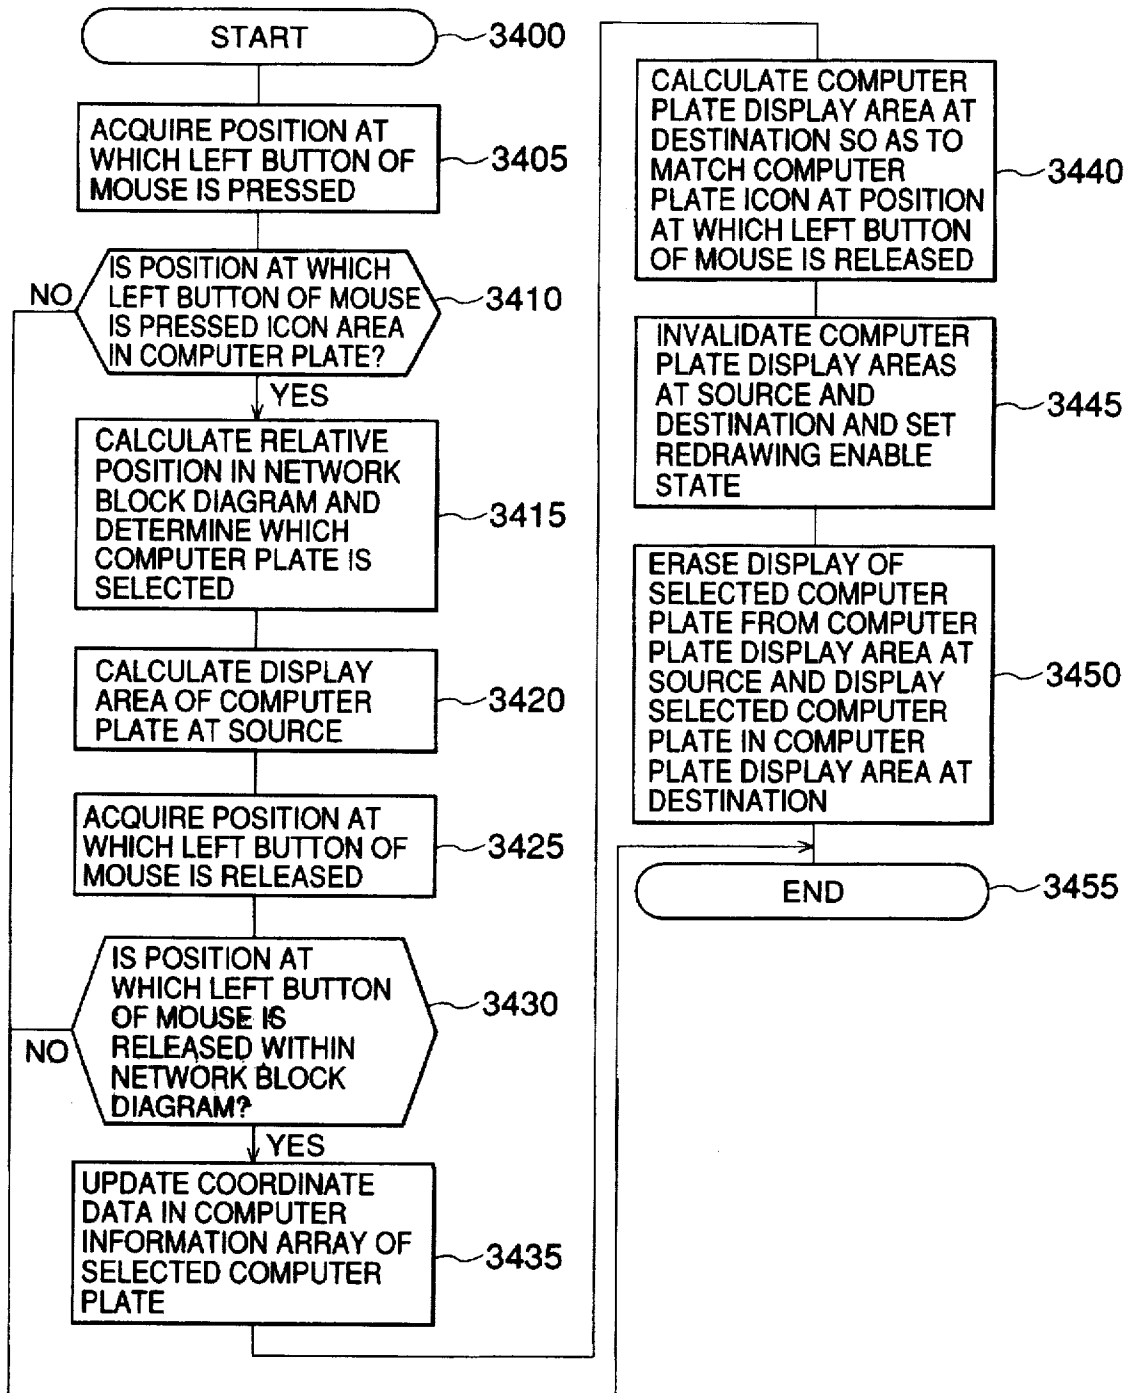 START
3400
ACQUIRE POSITION AT
WHICH LEFT BUTTON OF
MOUSE IS PRESSED
3405
IS POSITION AT WHICH
LEFT BUTTON OF MOUSE
IS PRESSED ICON AREA
IN COMPUTER PLATE?
3410
NO
YES
CALCULATE RELATIVE
POSITION IN NETWORK
BLOCK DIAGRAM AND
DETERMINE WHICH
COMPUTER PLATE IS
SELECTED
3415
CALCULATE DISPLAY
AREA OF COMPUTER
PLATE AT SOURCE
3420
ACQUIRE POSITION AT
WHICH LEFT BUTTON OF
MOUSE IS RELEASED
3425
IS POSITION AT
WHICH LEFT BUTTON
OF MOUSE IS
RELEASED WITHIN
NETWORK BLOCK
DIAGRAM?
3430
NO
YES
UPDATE COORDINATE
DATA IN COMPUTER
INFORMATION ARRAY OF
SELECTED COMPUTER
PLATE
3435
CALCULATE COMPUTER
PLATE DISPLAY AREA AT
DESTINATION SO AS TO
MATCH COMPUTER
PLATE ICON AT POSITION
AT WHICH LEFT BUTTON
OF MOUSE IS RELEASED
3440
INVALIDATE COMPUTER
PLATE DISPLAY AREAS
AT SOURCE AND
DESTINATION AND SET
REDRAWING ENABLE
STATE
3445
ERASE DISPLAY OF
SELECTED COMPUTER
PLATE FROM COMPUTER
PLATE DISPLAY AREA AT
SOURCE AND DISPLAY
SELECTED COMPUTER
PLATE IN COMPUTER
PLATE DISPLAY AREA AT
DESTINATION
3450
END
3455